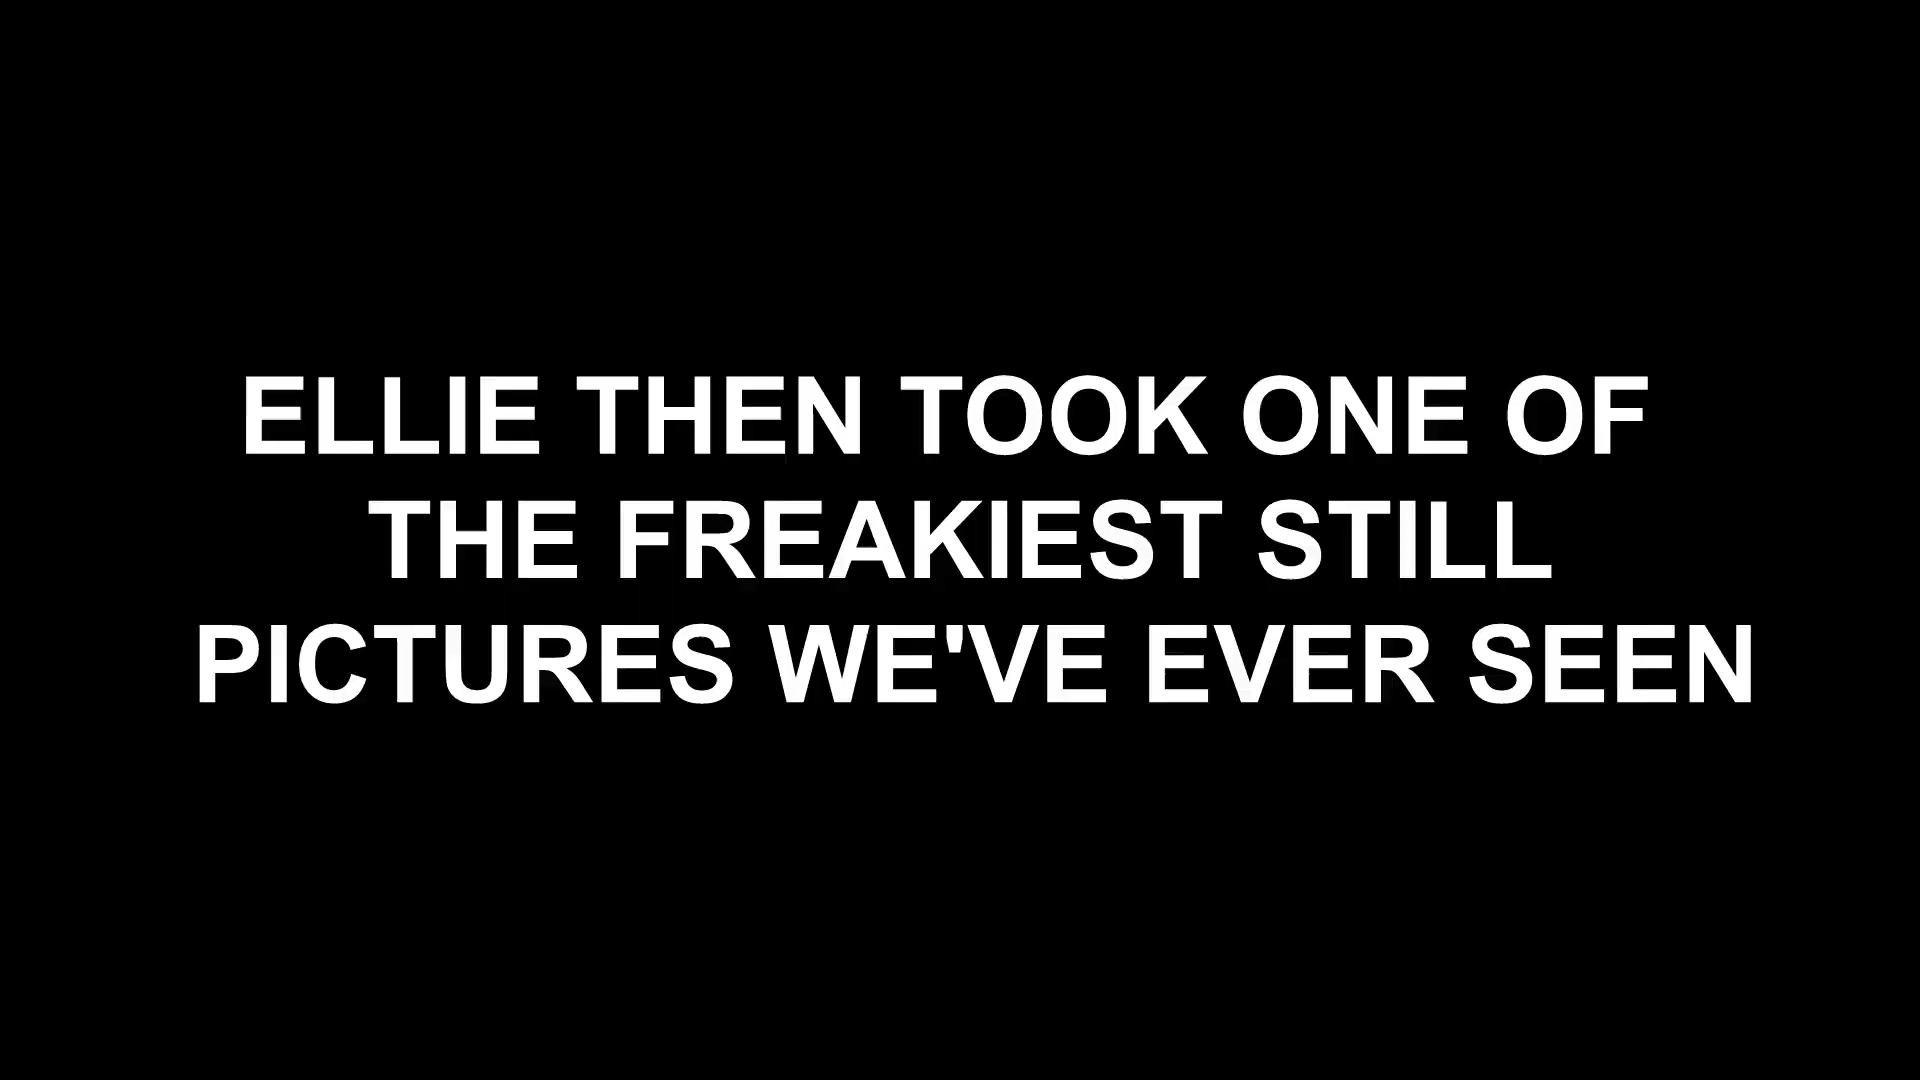 ELLIE THEN TOOK ONE OF
THE FREAKIEST STILL
PICTURES WE'VE EVER SEEN